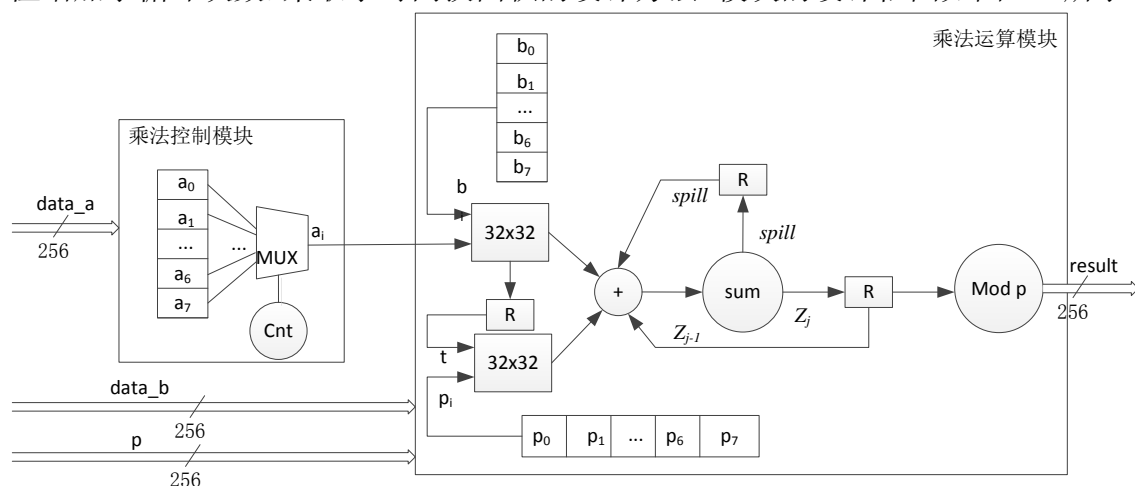 乘法运算模块
乘法控制模块
data_a
256
a₀
a₁
...
a₆
a₇
...
MUX
aᵢ
Cnt
b₀
b₁
...
b₆
b₇
b
32x32
R
t
32x32
pᵢ
+
spill
R
spill
sum
Zⱼ
Zⱼ₋₁
R
Mod p
result
256
data_b
256
p
256
p₀ p₁ ... p₆ p₇